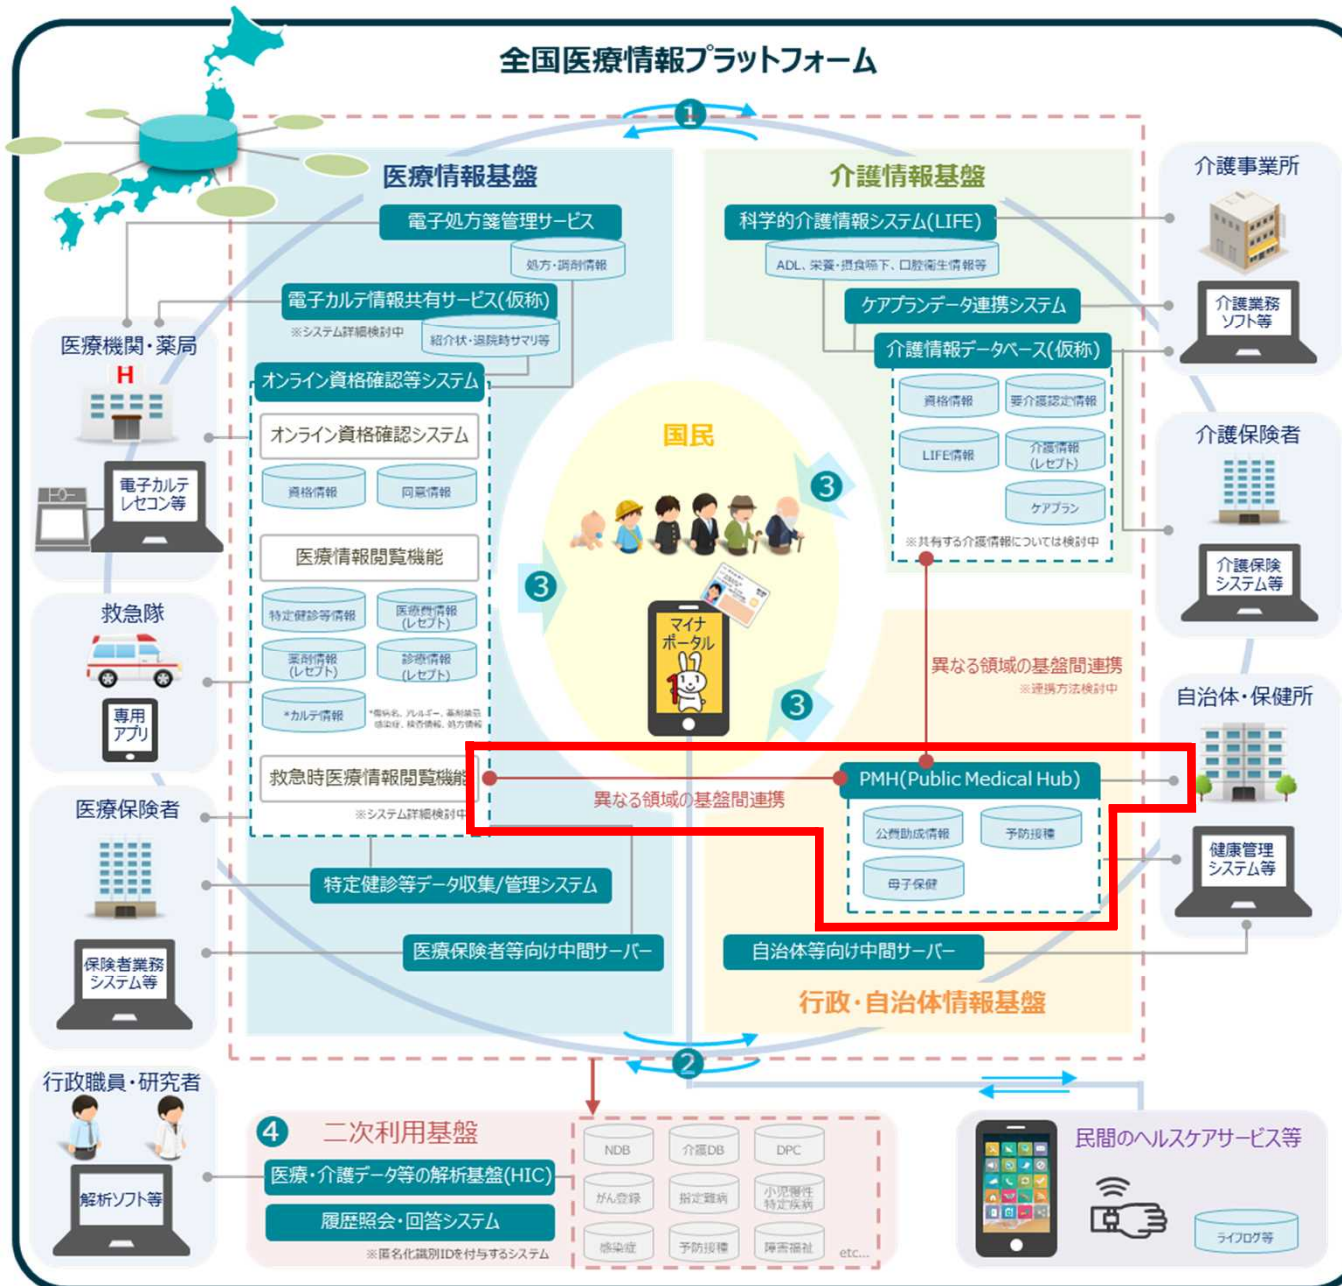 全国医療情報プラットフォーム
❶
医療情報基盤
電子処方箋管理サービス
処方・調剤情報
電子カルテ情報共有サービス(仮称)
※システム詳細検討中
紹介状・退院時サマリ等
オンライン資格確認等システム
オンライン資格確認システム
資格情報
同意情報
医療情報閲覧機能
特定健診等情報
医療費情報
(レセプト)
薬剤情報
(レセプト)
診療情報
(レセプト)
*カルテ情報
*傷病名、アレルギー、薬剤禁忌
感染症、検査情報、処方情報
救急時医療情報閲覧機能
※システム詳細検討中
特定健診等データ収集/管理システム
医療保険者等向け中間サーバー
介護情報基盤
科学的介護情報システム(LIFE)
ADL、栄養・摂食嚥下、口腔衛生情報等
ケアプランデータ連携システム
介護情報データベース(仮称)
資格情報
要介護認定情報
LIFE情報
介護情報
(レセプト)
ケアプラン
※共有する介護情報については検討中
国民
❸
❸
❸
マイナ
ポータル
1
異なる領域の基盤間連携
※連携方法検討中
異なる領域の基盤間連携
PMH(Public Medical Hub)
公費助成情報
予防接種
母子保健
自治体等向け中間サーバー
行政・自治体情報基盤
❷
医療機関・薬局
H
電子カルテ
レセコン等
救急隊
専用
アプリ
医療保険者
保険者業務
システム等
行政職員・研究者
解析ソフト等
介護事業所
介護業務
ソフト等
介護保険者
介護保険
システム等
自治体・保健所
健康管理
システム等
❹
二次利用基盤
医療・介護データ等の解析基盤(HIC)
履歴照会・回答システム
※匿名化識別IDを付与するシステム
NDB
介護DB
DPC
がん登録
指定難病
小児慢性
特定疾病
感染症
予防接種
障害福祉
etc...
民間のヘルスケアサービス等
ライフログ等